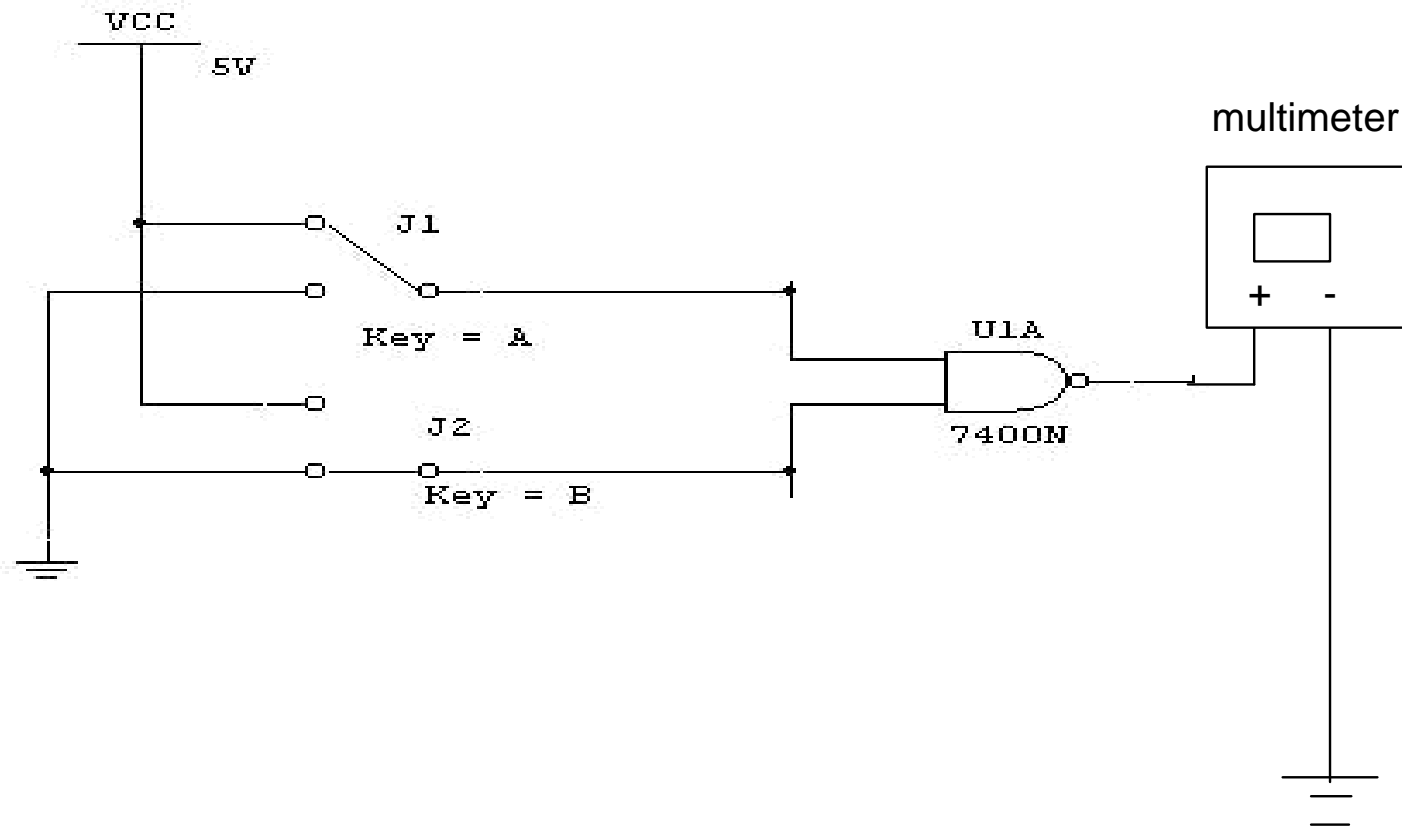 VCC
5V
multimeter
J1
+ -
Key = A
U1A
J2
7400N
Key = B